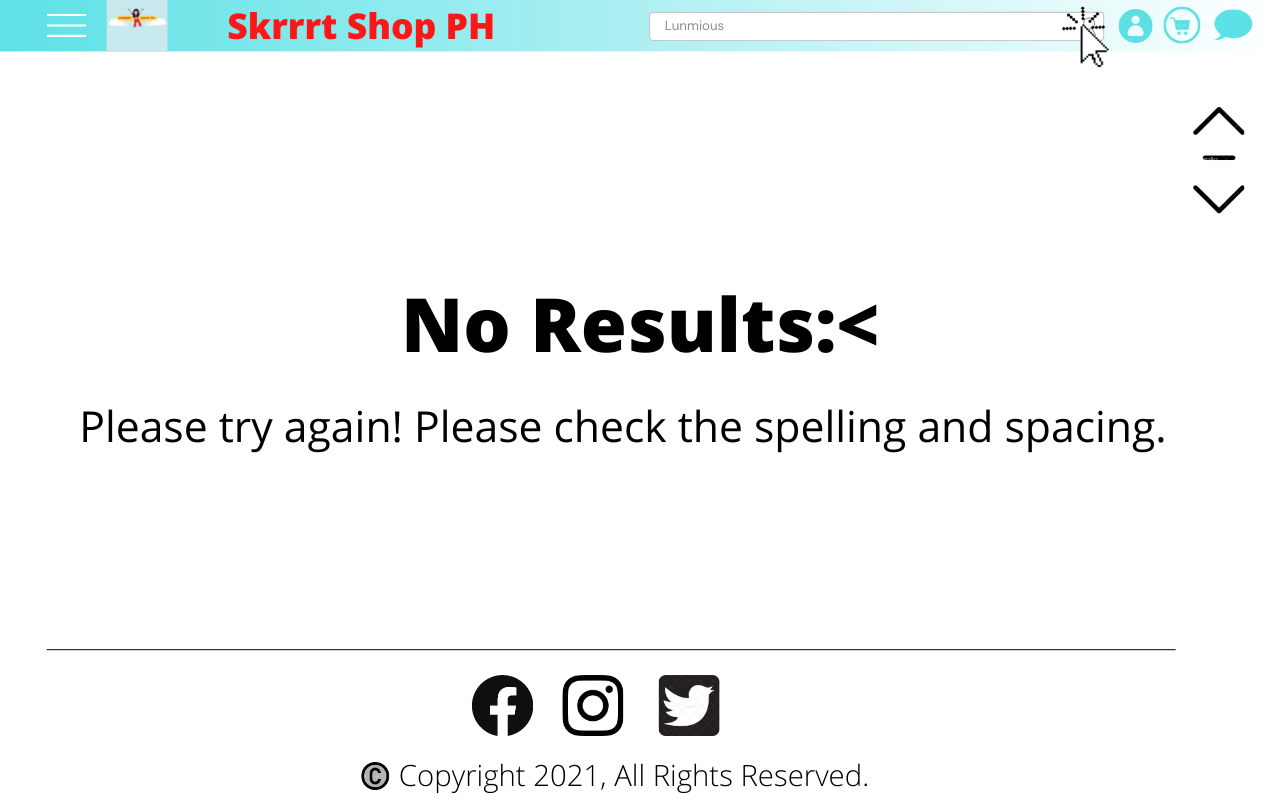 Skrrrt Shop PH
Lunmious
No Results:<
Please try again! Please check the spelling and spacing.
© Copyright 2021, All Rights Reserved.